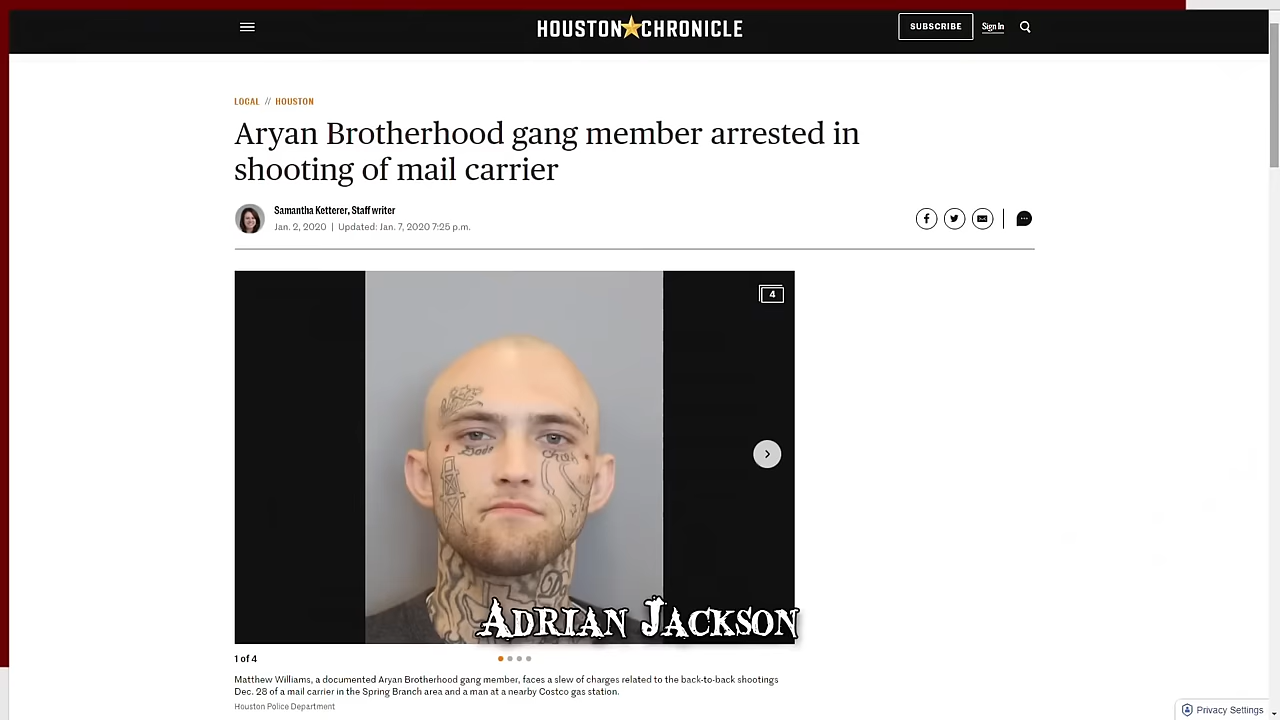 HOUSTON CHRONICLE
SUBSCRIBE
Sign In
LOCAL // HOUSTON
Aryan Brotherhood gang member arrested in
shooting of mail carrier
Samantha Ketterer, Staff writer
Jan. 2, 2020 | Updated: Jan. 7, 2020 7:25 p.m.
4
ADRIAN JACKSON
1 of 4
Matthew Williams, a documented Aryan Brotherhood gang member, faces a slew of charges related to the back-to-back shootings
Dec. 28 of a mail carrier in the Spring Branch area and a man at a nearby Costco gas station.
Houston Police Department
Privacy Settings